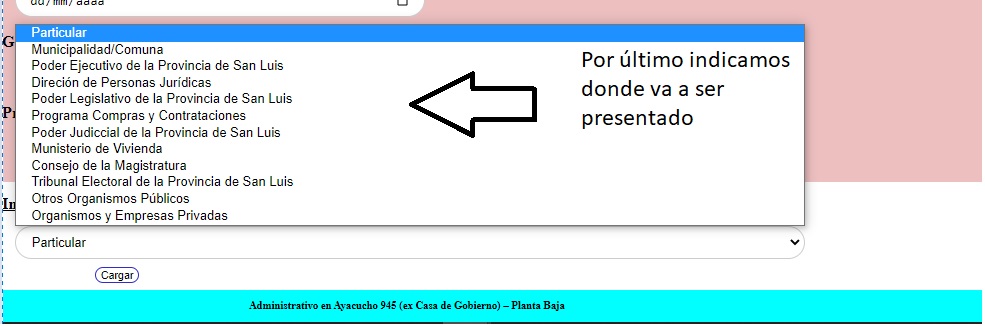 dd/mm/aaaa
G
Particular
Municipalidad/Comuna
Poder Ejecutivo de la Provincia de San Luis
Direción de Personas Jurídicas
Poder Legislativo de la Provincia de San Luis
Programa Compras y Contrataciones
Poder Judiccial de la Provincia de San Luis
Munisterio de Vivienda
Consejo de la Magistratura
Tribunal Electoral de la Provincia de San Luis
Otros Organismos Públicos
Organismos y Empresas Privadas
Por último indicamos
donde va a ser
presentado
Particular
Cargar
Administrativo en Ayacucho 945 (ex Casa de Gobierno) – Planta Baja